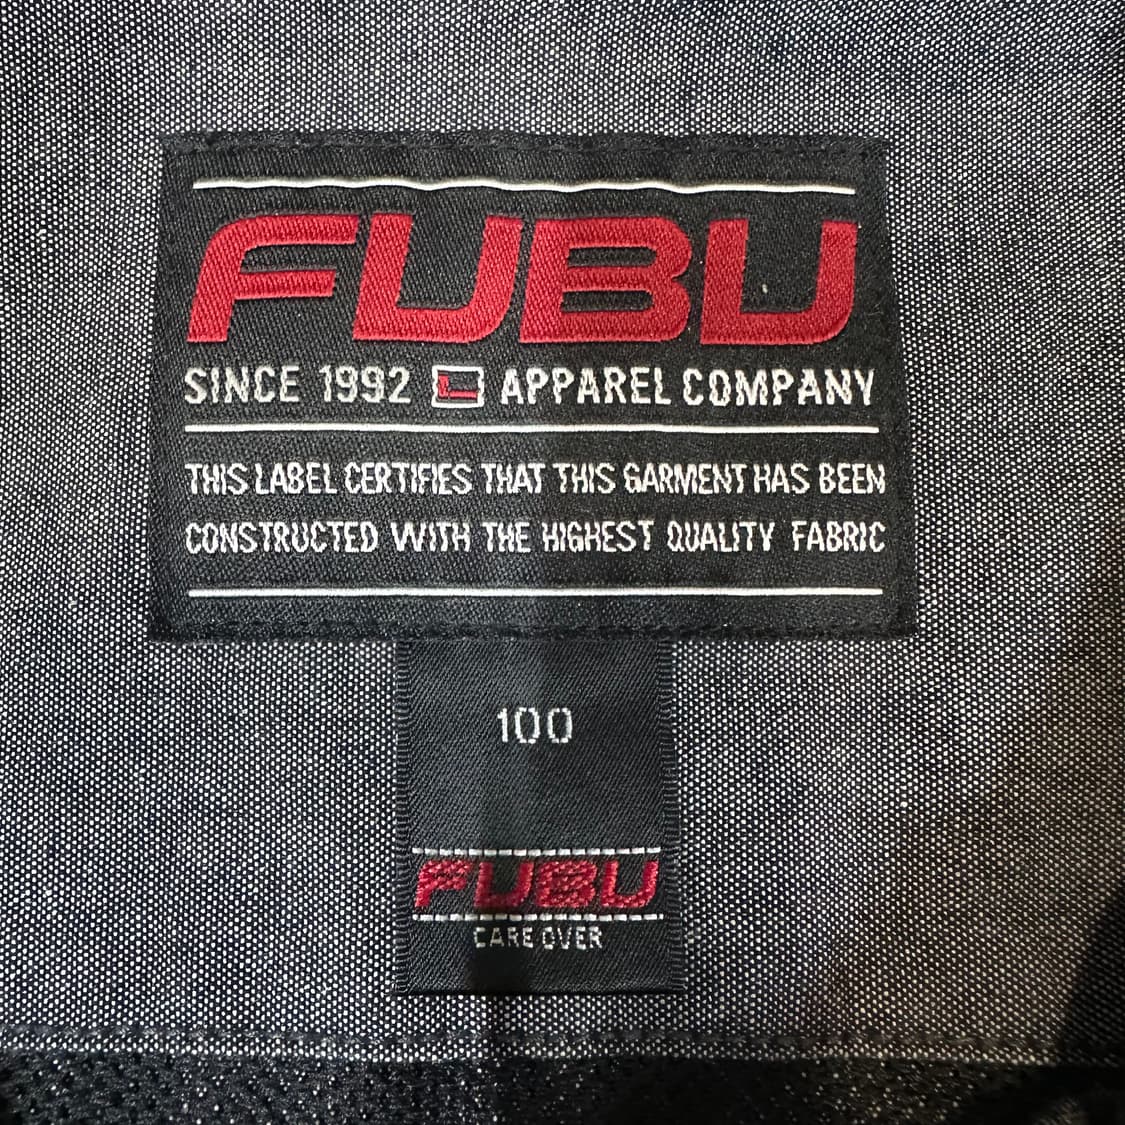 FUBU
SINCE 1992 APPAREL COMPANY
THIS LABEL CERTIFIES THAT THIS GARMENT HAS BEEN
CONSTRUCTED WITH THE HIGHEST QUALITY FABRIC
100
FUBU
CARE OVER